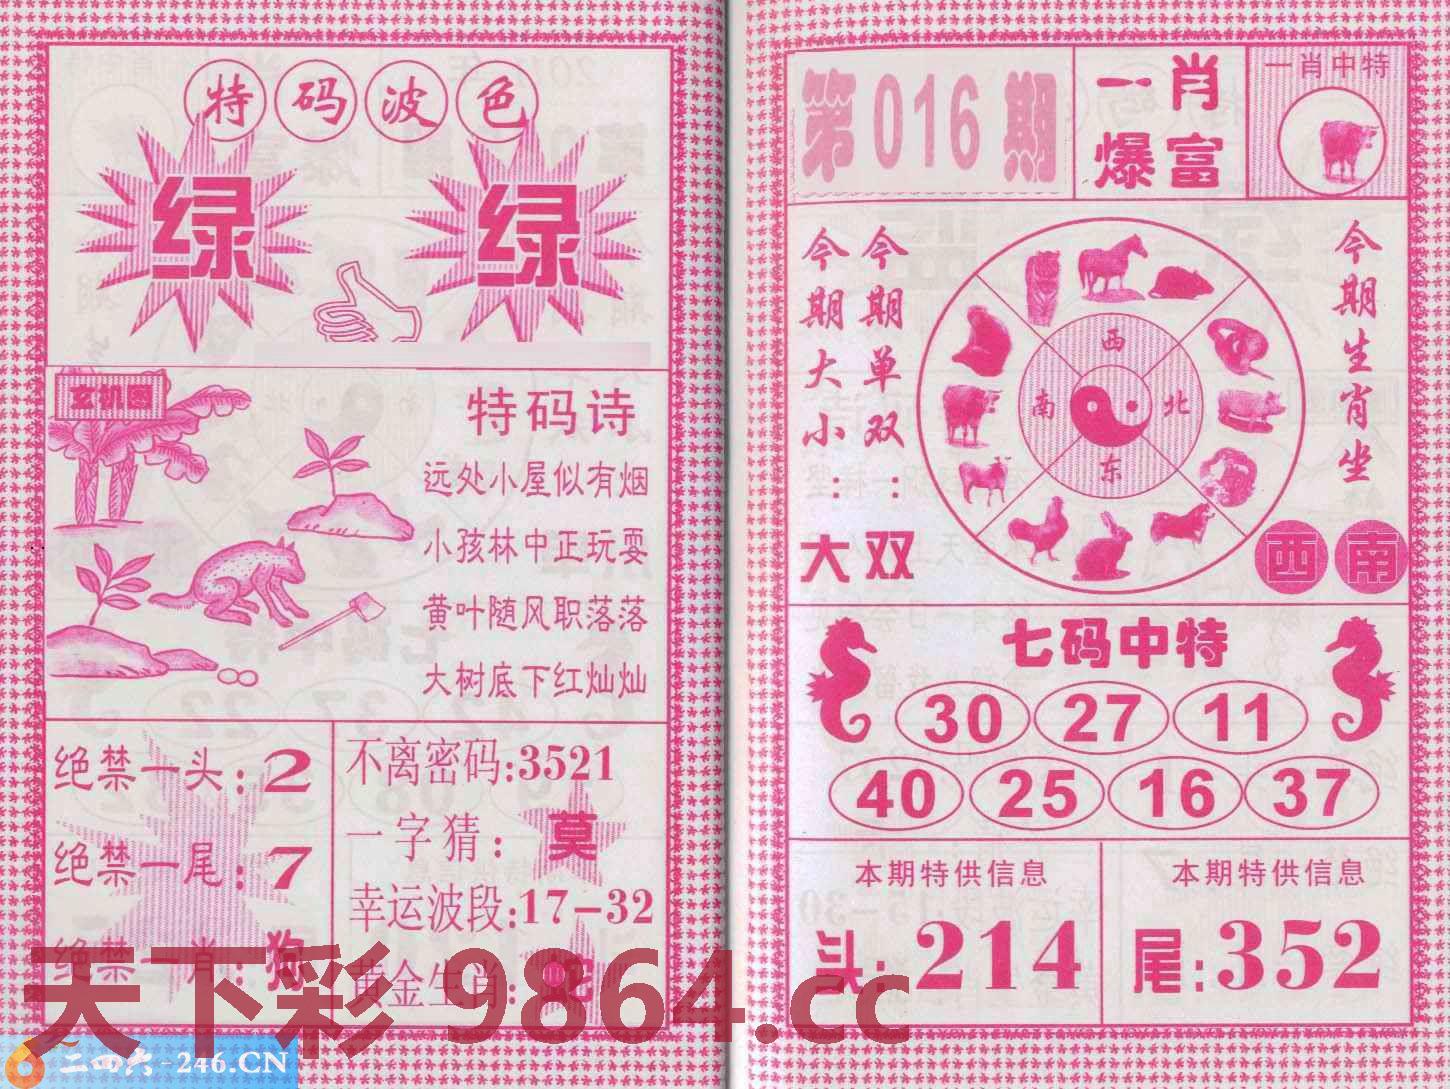 特码波色
绿 绿
玄机图
特码诗
远处小屋似有烟
小孩林中正玩耍
黄叶随风职落落
大树底下红灿灿
绝禁一头:2
绝禁一尾:7
绝禁一肖:狗
不离密码:3521
一字猜:莫
幸运波段:17-32
黄金生肖:
第016期
一肖
爆富
一肖中特
今期大小:大
今期单双:双
西
南
北
东
今期生肖坐
西南
七码中特
30 27 11
40 25 16 37
本期特供信息
头:214
本期特供信息
尾:352
天下彩 9864.cc
二四六-246.CN